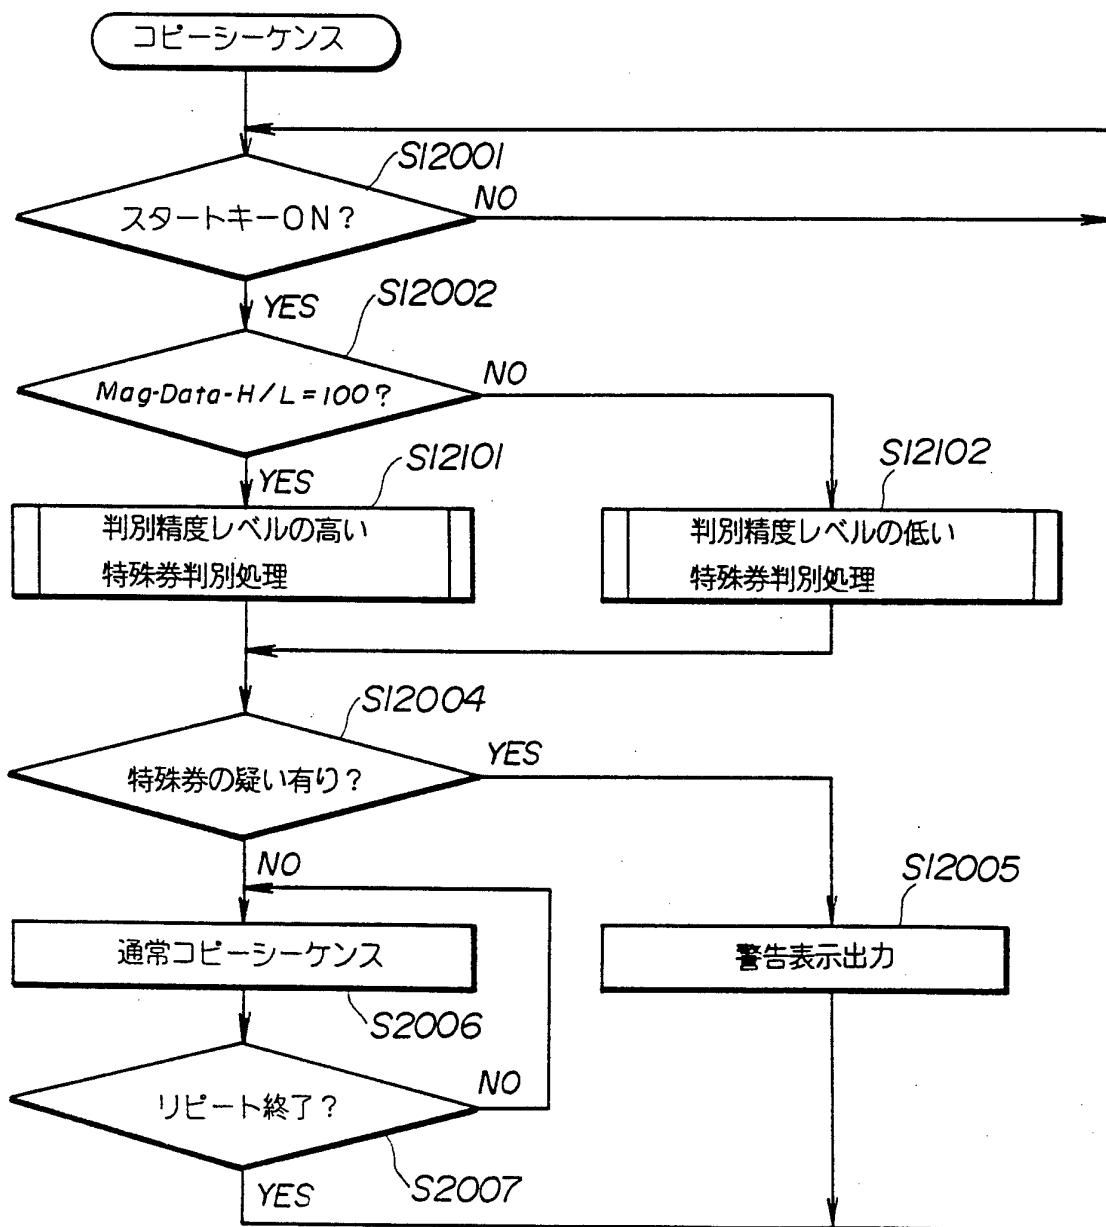 コピーシーケンス
S12001
スタートキーON?
NO
YES
S12002
Mag-Data-H/L=100?
NO
YES
S12101
S12102
判別精度レベルの高い
特殊券判別処理
判別精度レベルの低い
特殊券判別処理
S12004
特殊券の疑い有り?
YES
NO
S12005
通常コピーシーケンス
警告表示出力
S2006
リピート終了?
NO
S2007
YES